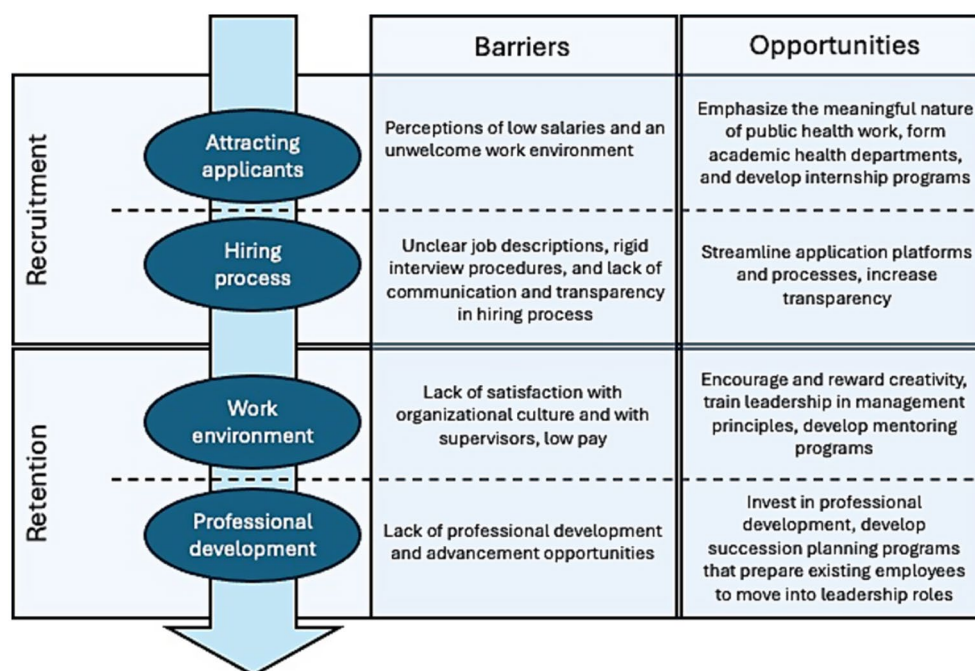 Barriers
Opportunities
Recruitment
Attracting
applicants
Perceptions of low salaries and an
unwelcome work environment
Emphasize the meaningful nature
of public health work, form
academic health departments,
and develop internship programs
Hiring
process
Unclear job descriptions, rigid
interview procedures, and lack of
communication and transparency
in hiring process
Streamline application platforms
and processes, increase
transparency
Retention
Work
environment
Lack of satisfaction with
organizational culture and with
supervisors, low pay
Encourage and reward creativity,
train leadership in management
principles, develop mentoring
programs
Professional
development
Lack of professional development
and advancement opportunities
Invest in professional
development, develop
succession planning programs
that prepare existing employees
to move into leadership roles